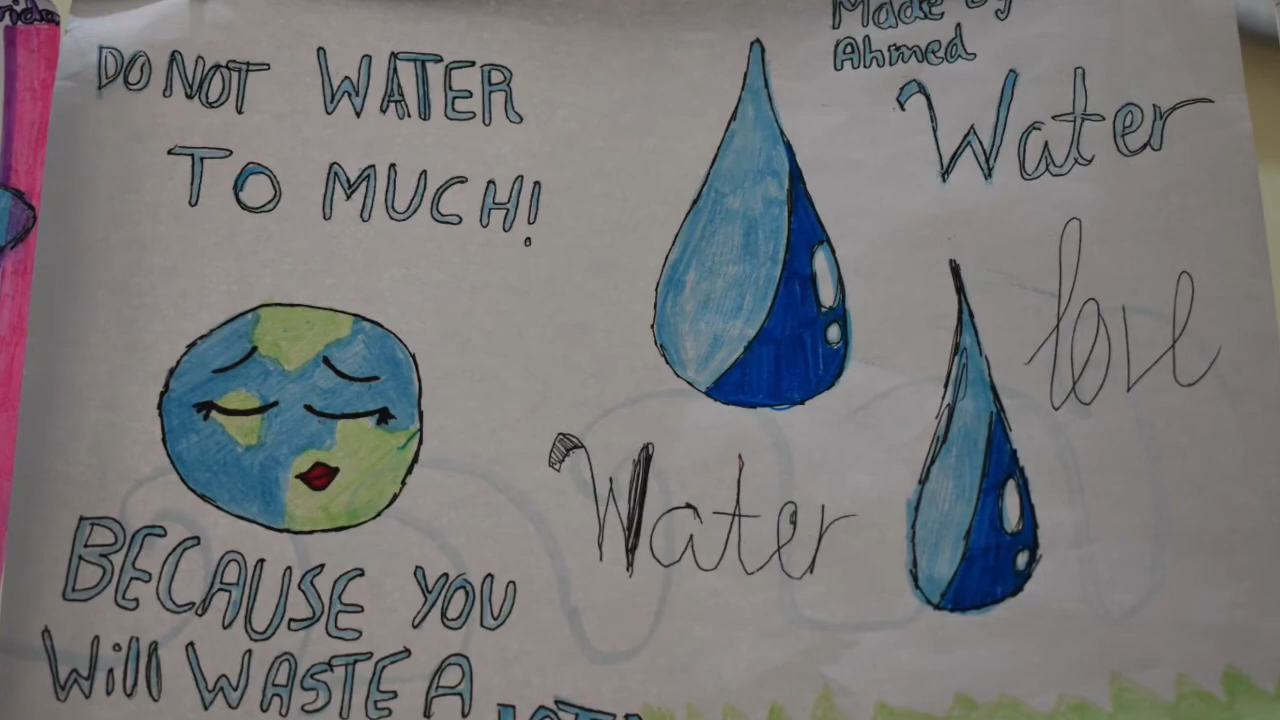 DO NOT WATER
TO MUCH!
BECAUSE YOU
Will WASTE A
Made By
Ahmed
Water
love
Water